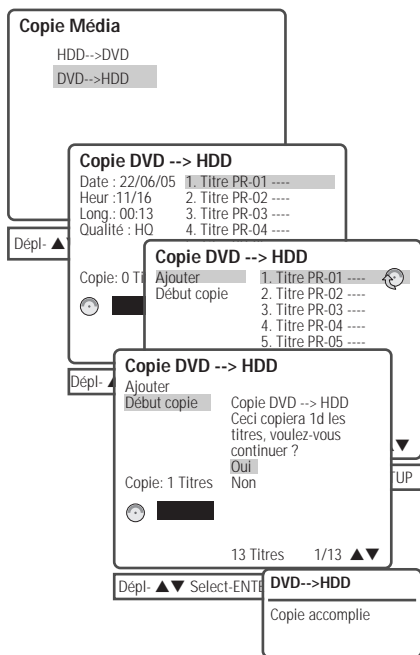 Copie Média
HDD-->DVD
DVD-->HDD
Dépl- ▲
Copie DVD --> HDD
Date : 22/06/05
Heur :11/16
Long.: 00:13
Qualité : HQ
1. Titre PR-01 ----
2. Titre PR-02 ----
3. Titre PR-03 ----
4. Titre PR-04 ----
Copie: 0 Ti
Dépl-
Copie DVD --> HDD
Ajouter
Début copie
1. Titre PR-01 ----
2. Titre PR-02 ----
3. Titre PR-03 ----
4. Titre PR-04 ----
5. Titre PR-05 ----
▼
TUP
Copie DVD --> HDD
Ajouter
Début copie
Copie DVD --> HDD
Ceci copiera 1d les
titres, voulez-vous
continuer ?
Oui
Non
Copie: 1 Titres
13 Titres 1/13 ▲▼
Dépl- ▲▼ Select-ENTE
DVD-->HDD
Copie accomplie